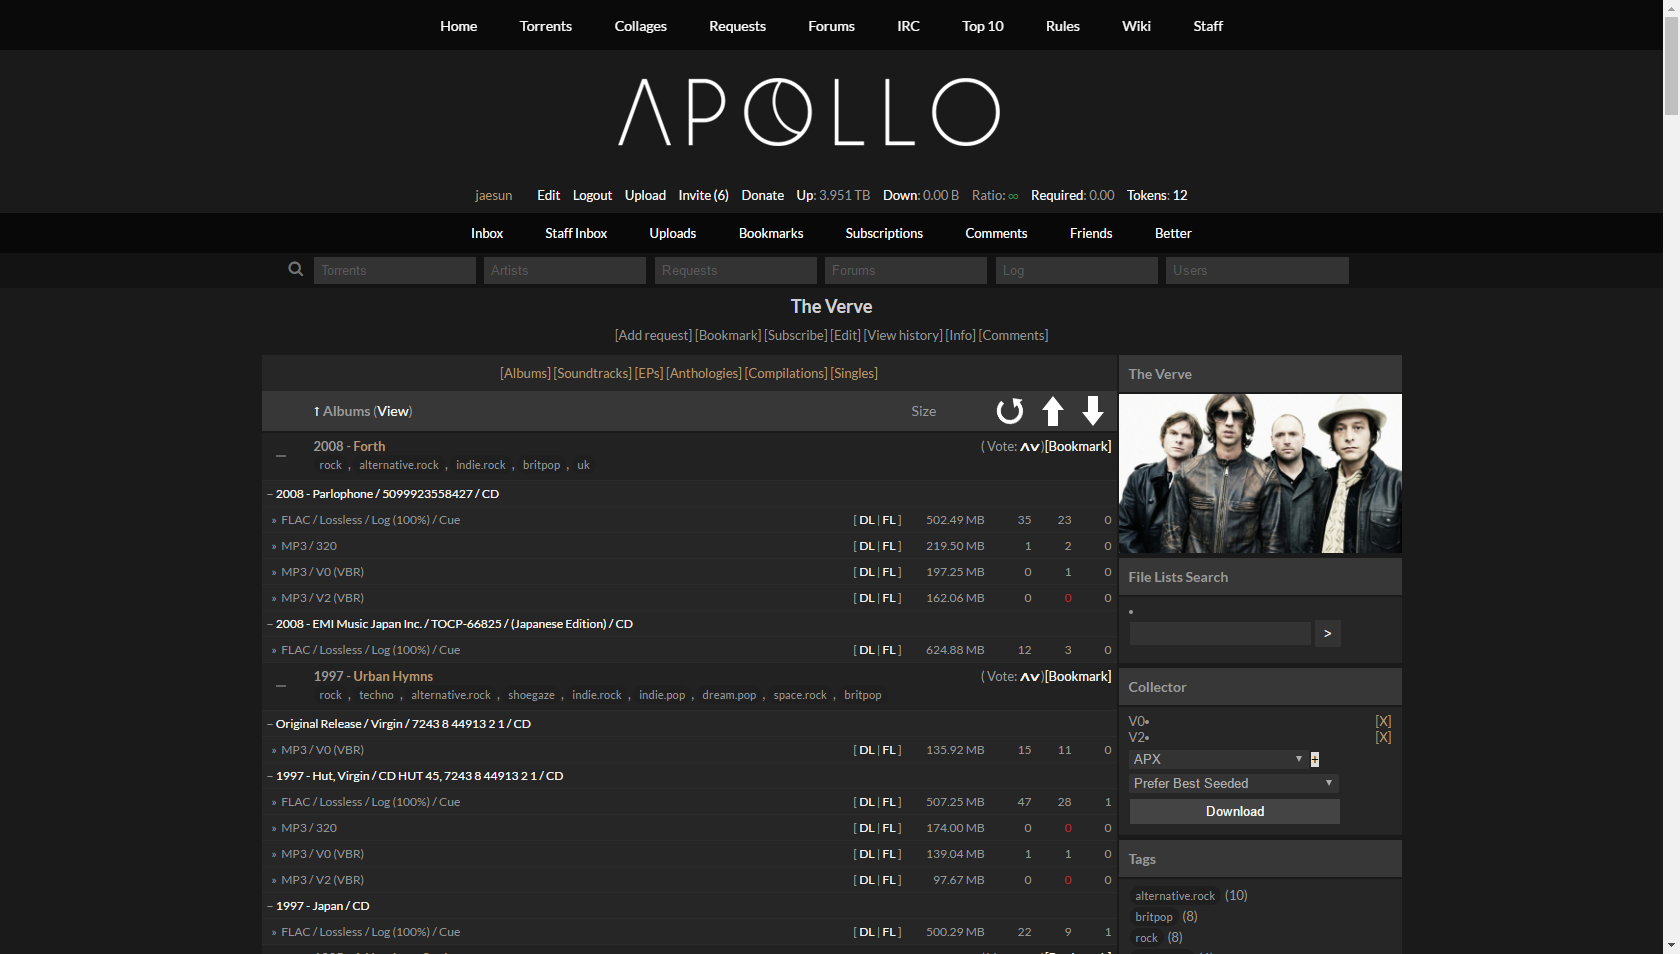 Home Torrents Collages Requests Forums IRC Top 10 Rules Wiki Staff
APOLLO
jaesun Edit Logout Upload Invite (6) Donate Up: 3.951 TB Down: 0.00 B Ratio: ∞ Required: 0.00 Tokens: 12
Inbox Staff Inbox Uploads Bookmarks Subscriptions Comments Friends Better
Torrents Artists Requests Forums Log Users
The Verve
[Add request] [Bookmark] [Subscribe] [Edit] [View history] [Info] [Comments]
[Albums] [Soundtracks] [EPs] [Anthologies] [Compilations] [Singles]
↑ Albums (View) Size
2008 - Forth ( Vote: ∧∨ ) [Bookmark]
rock , alternative.rock , indie.rock , britpop , uk
– 2008 - Parlophone / 5099923558427 / CD
» FLAC / Lossless / Log (100%) / Cue [ DL | FL ] 502.49 MB 35 23 0
» MP3 / 320 [ DL | FL ] 219.50 MB 1 2 0
» MP3 / V0 (VBR) [ DL | FL ] 197.25 MB 0 1 0
» MP3 / V2 (VBR) [ DL | FL ] 162.06 MB 0 0 0
– 2008 - EMI Music Japan Inc. / TOCP-66825 / (Japanese Edition) / CD
» FLAC / Lossless / Log (100%) / Cue [ DL | FL ] 624.88 MB 12 3 0
1997 - Urban Hymns ( Vote: ∧∨ ) [Bookmark]
rock , techno , alternative.rock , shoegaze , indie.rock , indie.pop , dream.pop , space.rock , britpop
– Original Release / Virgin / 7243 8 44913 2 1 / CD
» MP3 / V0 (VBR) [ DL | FL ] 135.92 MB 15 11 0
– 1997 - Hut, Virgin / CD HUT 45, 7243 8 44913 2 1 / CD
» FLAC / Lossless / Log (100%) / Cue [ DL | FL ] 507.25 MB 47 28 1
» MP3 / 320 [ DL | FL ] 174.00 MB 0 0 0
» MP3 / V0 (VBR) [ DL | FL ] 139.04 MB 1 1 0
» MP3 / V2 (VBR) [ DL | FL ] 97.67 MB 0 0 0
– 1997 - Japan / CD
» FLAC / Lossless / Log (100%) / Cue [ DL | FL ] 500.29 MB 22 9 1
The Verve
File Lists Search
•
>
Collector
V0• [X]
V2• [X]
APX +
Prefer Best Seeded
Download
Tags
alternative.rock (10)
britpop (8)
rock (8)